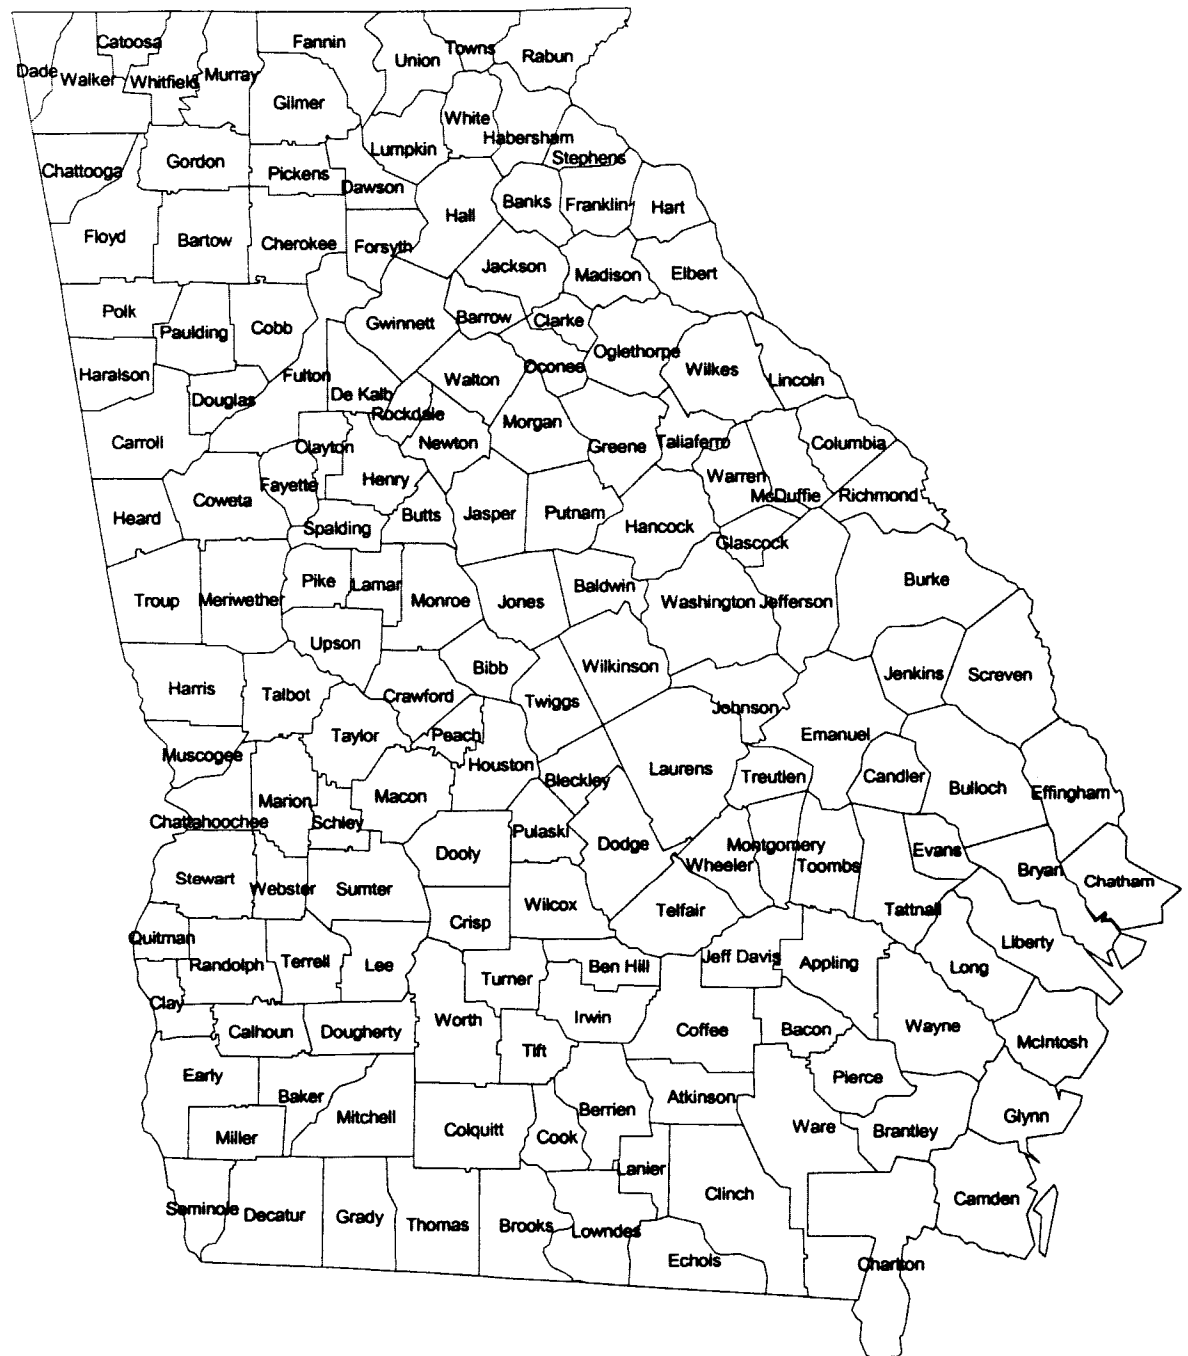 Catoosa
Fannin
Towns
Rabun
Union
Dade
Walker
Whitfield
Murray
Gilmer
White
Habersham
Lumpkin
Stephens
Chattooga
Gordon
Pickens
Dawson
Banks
Franklin
Hart
Hall
Floyd
Bartow
Cherokee
Forsyth
Jackson
Madison
Elbert
Polk
Paulding
Cobb
Gwinnett
Barrow
Clarke
Oglethorpe
Haralson
Fulton
Walton
Oconee
Wilkes
Lincoln
Douglas
De Kalb
Rockdale
Morgan
Carroll
Clayton
Newton
Greene
Taliaferro
Columbia
Fayette
Henry
Warren
McDuffie
Richmond
Coweta
Heard
Spalding
Butts
Jasper
Putnam
Hancock
Glascock
Troup
Meriwether
Pike
Lamar
Monroe
Jones
Baldwin
Washington
Jefferson
Burke
Upson
Bibb
Wilkinson
Jenkins
Screven
Harris
Talbot
Crawford
Twiggs
Johnson
Taylor
Peach
Emanuel
Muscogee
Houston
Bleckley
Laurens
Treutlen
Candler
Bulloch
Effingham
Chattahoochee
Marion
Schley
Macon
Dooly
Pulaski
Dodge
Montgomery
Wheeler
Toombs
Evans
Bryan
Chatham
Stewart
Webster
Sumter
Crisp
Wilcox
Telfair
Tattnall
Quitman
Randolph
Terrell
Lee
Turner
Ben Hill
Jeff Davis
Appling
Long
Liberty
Clay
Calhoun
Dougherty
Worth
Irwin
Coffee
Bacon
Wayne
McIntosh
Tift
Early
Baker
Mitchell
Berrien
Atkinson
Pierce
Miller
Colquitt
Cook
Ware
Brantley
Glynn
Lanier
Clinch
Camden
Seminole
Decatur
Grady
Thomas
Brooks
Lowndes
Echols
Charlton